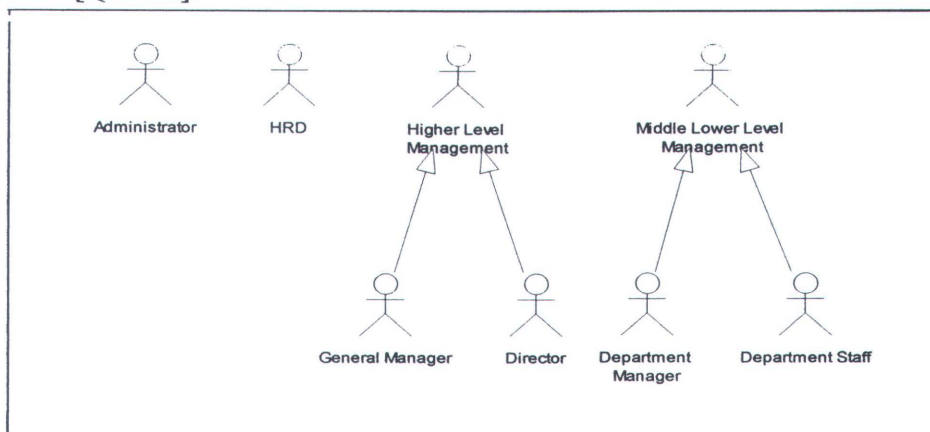 Administrator
HRD
Higher Level
Management
Middle Lower Level
Management
General Manager
Director
Department
Manager
Department Staff